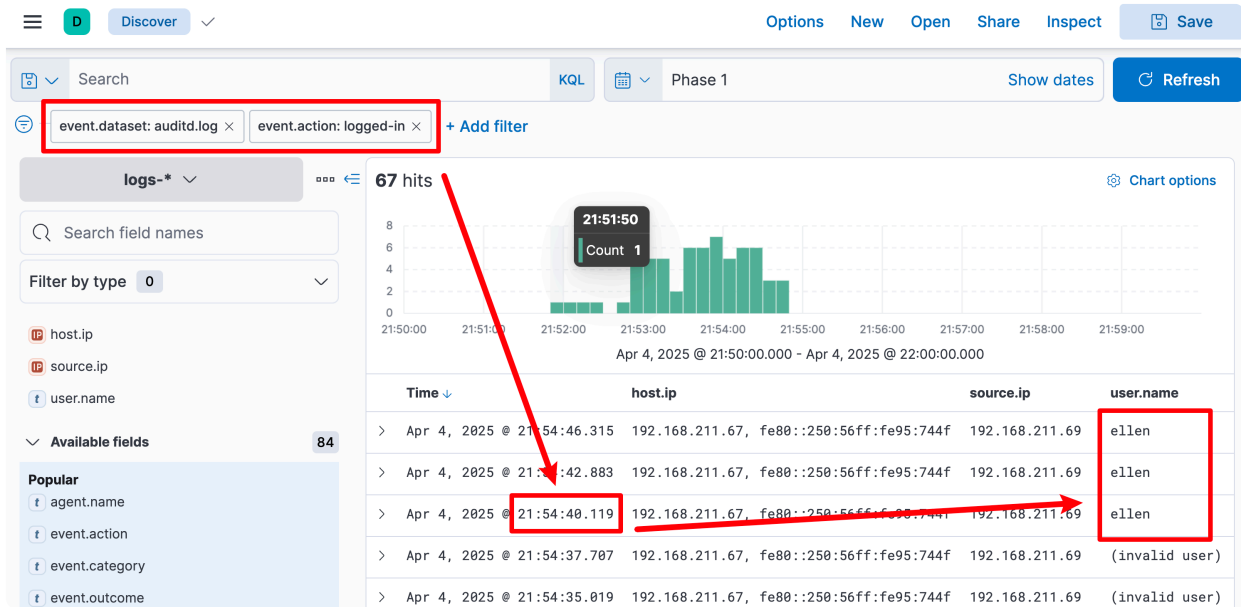 D Discover Options New Open Share Inspect Save
Search KQL Phase 1 Show dates Refresh
event.dataset: auditd.log × event.action: logged-in × + Add filter
logs-* 67 hits Chart options
Search field names
Filter by type 0
host.ip
source.ip
user.name
Available fields 84
Popular
agent.name
event.action
event.category
event.outcome
21:51:50
Count 1
8
6
4
2
0
21:50:00 21:51:00 21:52:00 21:53:00 21:54:00 21:55:00 21:56:00 21:57:00 21:58:00 21:59:00
Apr 4, 2025 @ 21:50:00.000 - Apr 4, 2025 @ 22:00:00.000
Time host.ip source.ip user.name
Apr 4, 2025 @ 21:54:46.315 192.168.211.67, fe80::250:56ff:fe95:744f 192.168.211.69 ellen
Apr 4, 2025 @ 21:54:42.883 192.168.211.67, fe80::250:56ff:fe95:744f 192.168.211.69 ellen
Apr 4, 2025 @ 21:54:40.119 192.168.211.67, fe80::250:56ff:fe95:744f 192.168.211.69 ellen
Apr 4, 2025 @ 21:54:37.707 192.168.211.67, fe80::250:56ff:fe95:744f 192.168.211.69 (invalid user)
Apr 4, 2025 @ 21:54:35.019 192.168.211.67, fe80::250:56ff:fe95:744f 192.168.211.69 (invalid user)